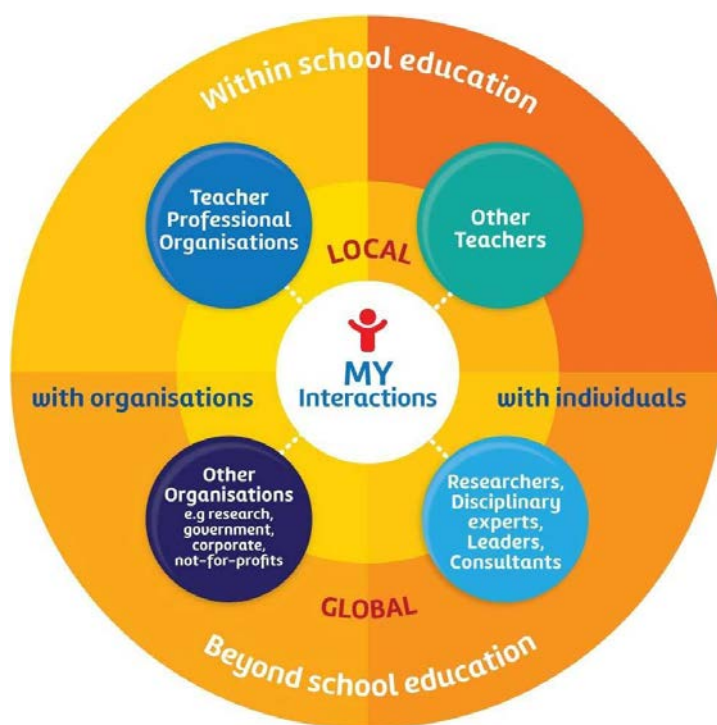 Within school education
Teacher
Professional
Organisations
Other
Teachers
LOCAL
MY
Interactions
with organisations
with individuals
Other
Organisations
e.g research,
government,
corporate,
not-for-profits
Researchers,
Disciplinary
experts,
Leaders,
Consultants
GLOBAL
Beyond school education